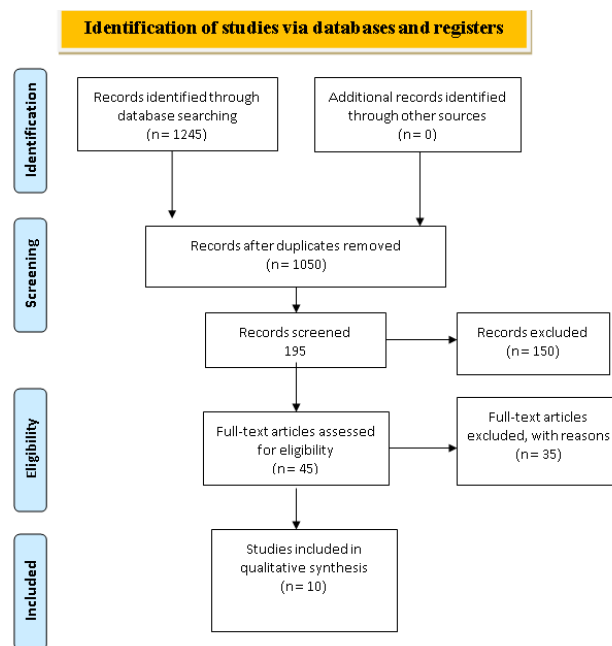 Identification of studies via databases and registers
Identification
Records identified through
database searching
(n= 1245)
Additional records identified
through other sources
(n= 0)
Screening
Records after duplicates removed
(n= 1050)
Records screened
195
Records excluded
(n= 150)
Eligibility
Full-text articles assessed
for eligibility
(n= 45)
Full-text articles
excluded, with reasons
(n= 35)
Included
Studies included in
qualitative synthesis
(n= 10)